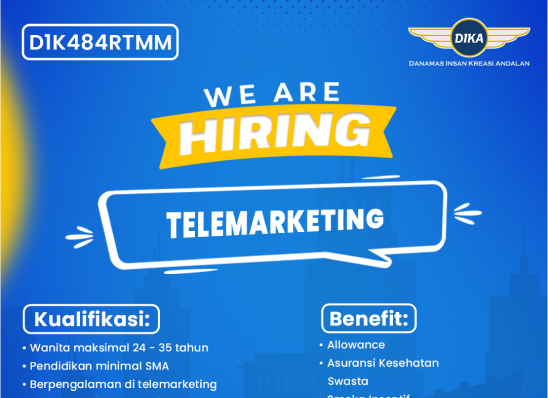 D1K484RTMM
DIKA
DANAMAS INSAN KREASI ANDALAN
WE ARE
HIRING
TELEMARKETING
Kualifikasi:
• Wanita maksimal 24 - 35 tahun
• Pendidikan minimal SMA
• Berpengalaman di telemarketing
Benefit:
• Allowance
• Asuransi Kesehatan
Swasta